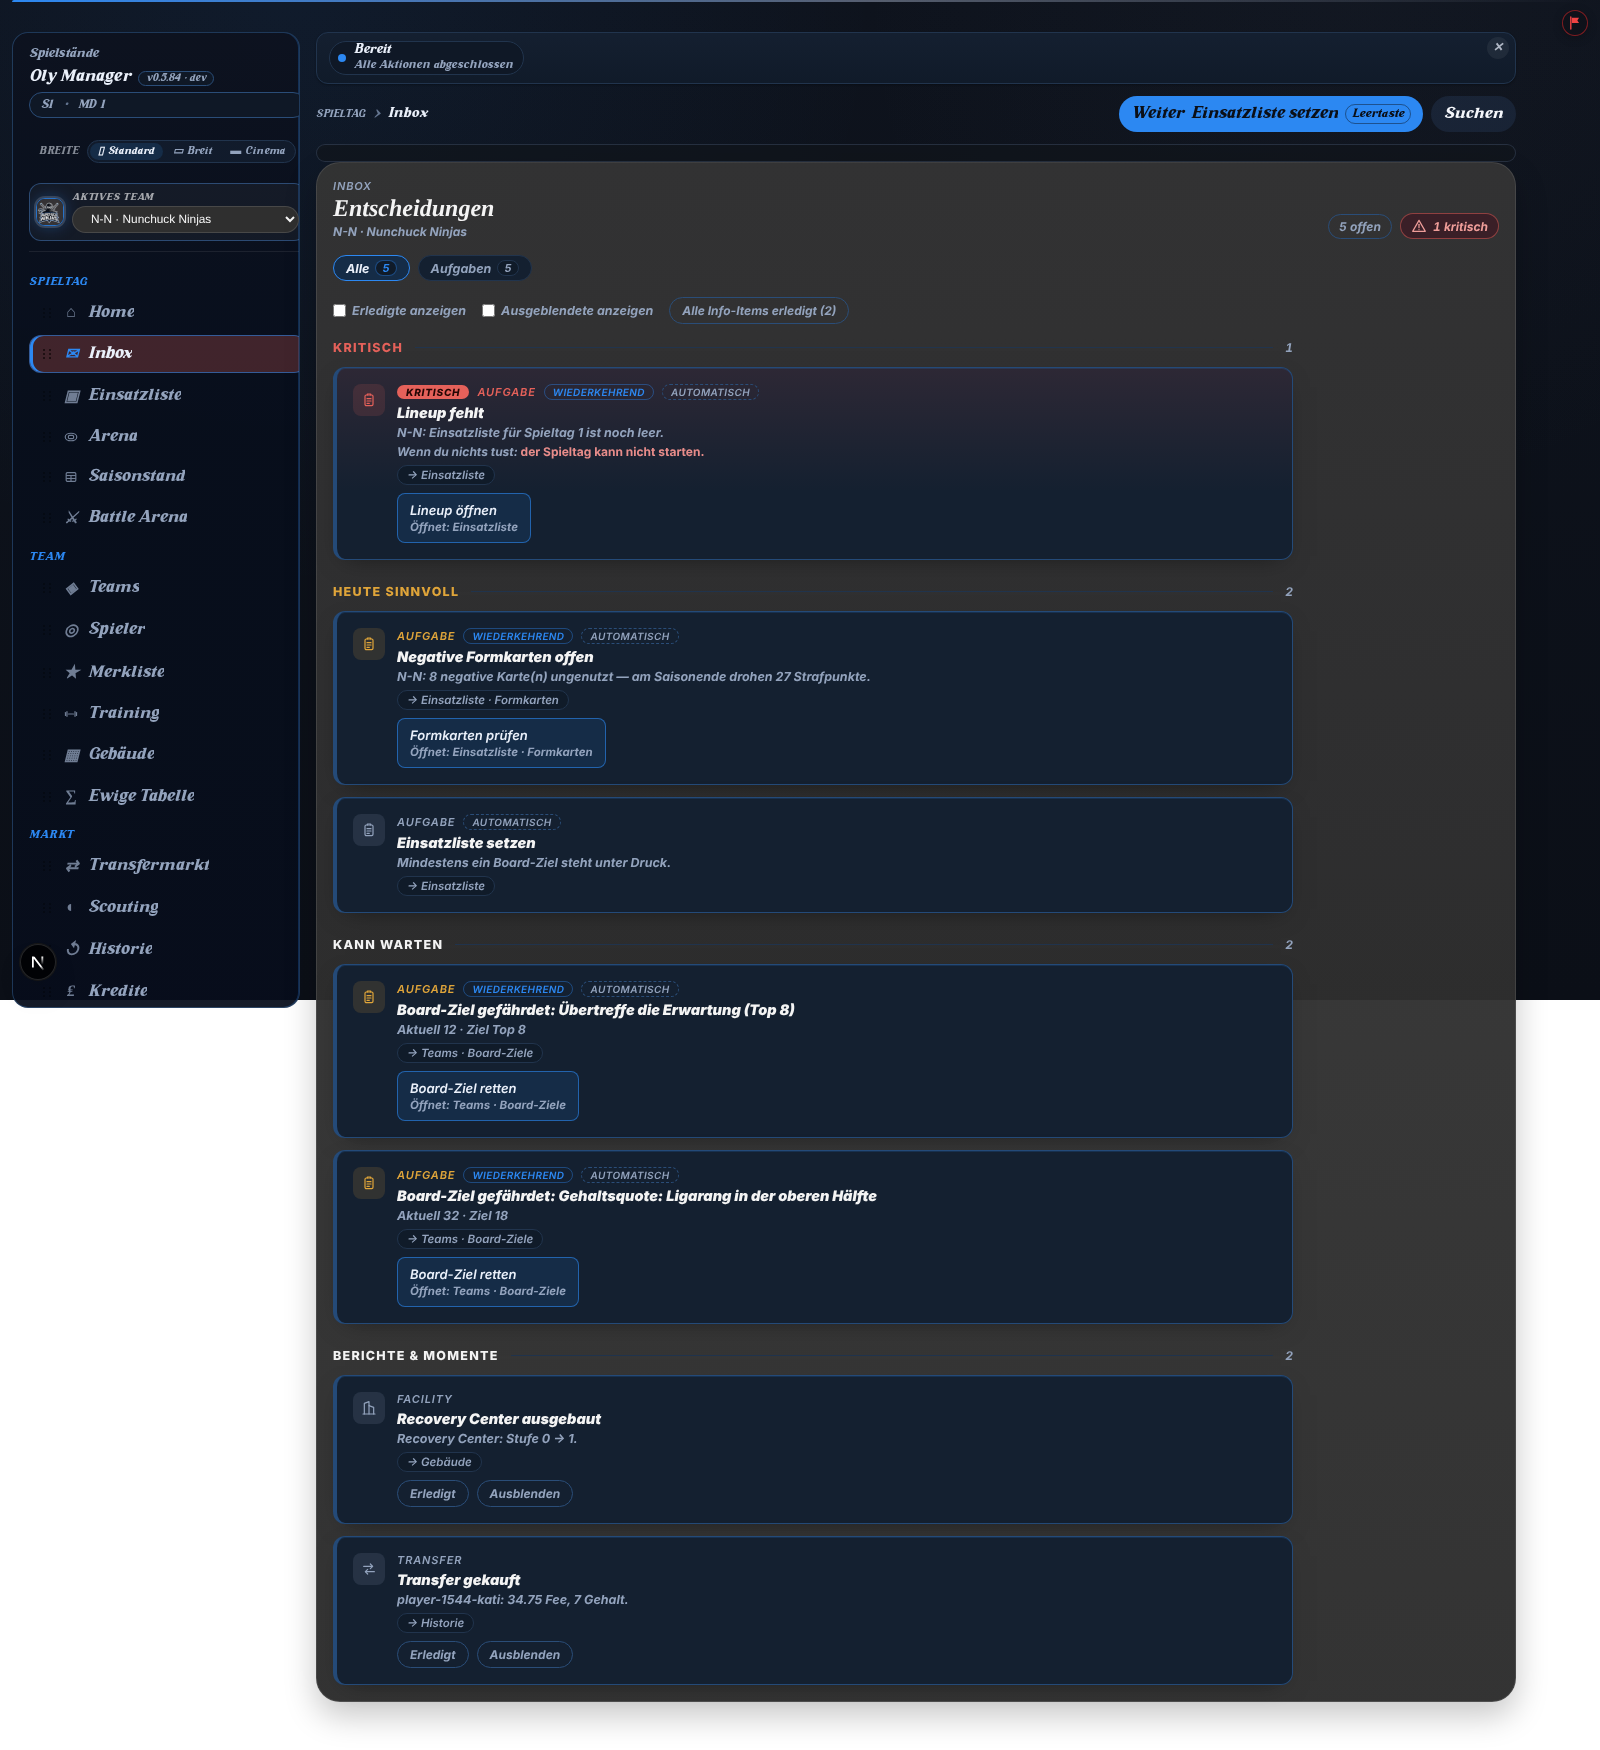 Spielstände
Oly Manager v0.5.84 · dev
S1 · MD 1
BREITE Standard Breit Cinema
AKTIVES TEAM
N-N · Nunchuck Ninjas
SPIELTAG
Home
Inbox
Einsatzliste
Arena
Saisonstand
Battle Arena
TEAM
Teams
Spieler
Merkliste
Training
Gebäude
Ewige Tabelle
MARKT
Transfermarkt
Scouting
Historie
Kredite
Bereit
Alle Aktionen abgeschlossen
SPIELTAG › Inbox
Weiter Einsatzliste setzen Leertaste
Suchen
INBOX
Entscheidungen
N-N · Nunchuck Ninjas
5 offen
1 kritisch
Alle 5
Aufgaben 5
Erledigte anzeigen
Ausgeblendete anzeigen
Alle Info-Items erledigt (2)
KRITISCH 1
KRITISCH AUFGABE WIEDERKEHREND AUTOMATISCH
Lineup fehlt
N-N: Einsatzliste für Spieltag 1 ist noch leer.
Wenn du nichts tust: der Spieltag kann nicht starten.
→ Einsatzliste
Lineup öffnen
Öffnet: Einsatzliste
HEUTE SINNVOLL 2
AUFGABE WIEDERKEHREND AUTOMATISCH
Negative Formkarten offen
N-N: 8 negative Karte(n) ungenutzt — am Saisonende drohen 27 Strafpunkte.
→ Einsatzliste · Formkarten
Formkarten prüfen
Öffnet: Einsatzliste · Formkarten
AUFGABE AUTOMATISCH
Einsatzliste setzen
Mindestens ein Board-Ziel steht unter Druck.
→ Einsatzliste
KANN WARTEN 2
AUFGABE WIEDERKEHREND AUTOMATISCH
Board-Ziel gefährdet: Übertreffe die Erwartung (Top 8)
Aktuell 12 · Ziel Top 8
→ Teams · Board-Ziele
Board-Ziel retten
Öffnet: Teams · Board-Ziele
AUFGABE WIEDERKEHREND AUTOMATISCH
Board-Ziel gefährdet: Gehaltsquote: Ligarang in der oberen Hälfte
Aktuell 32 · Ziel 18
→ Teams · Board-Ziele
Board-Ziel retten
Öffnet: Teams · Board-Ziele
BERICHTE & MOMENTE 2
FACILITY
Recovery Center ausgebaut
Recovery Center: Stufe 0 → 1.
→ Gebäude
Erledigt Ausblenden
TRANSFER
Transfer gekauft
player-1544-kati: 34.75 Fee, 7 Gehalt.
→ Historie
Erledigt Ausblenden